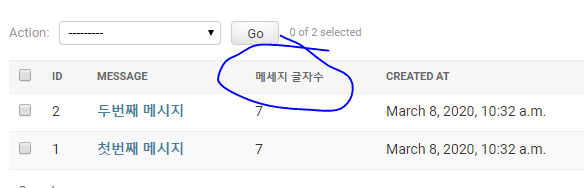 Action: --------- Go 0 of 2 selected
ID MESSAGE 메세지 글자수 CREATED AT
2 두번째 메시지 7 March 8, 2020, 10:32 a.m.
1 첫번째 메시지 7 March 8, 2020, 10:32 a.m.